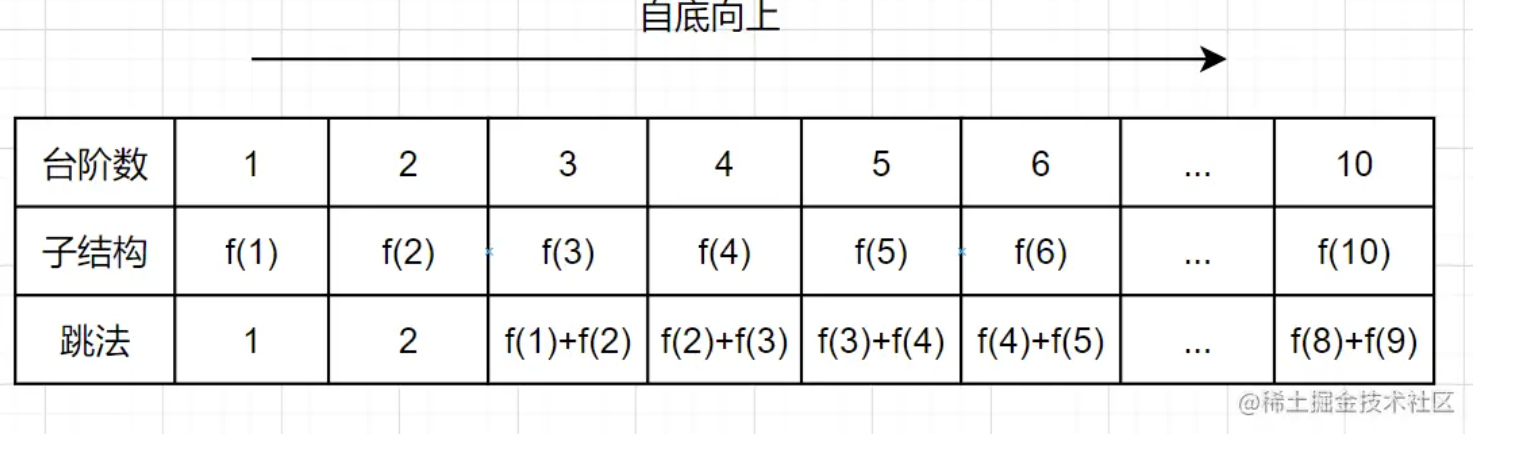 自底向上
台阶数 1 2 3 4 5 6 ... 10
子结构 f(1) f(2) f(3) f(4) f(5) f(6) ... f(10)
跳法 1 2 f(1)+f(2) f(2)+f(3) f(3)+f(4) f(4)+f(5) ... f(8)+f(9)
@稀土掘金技术社区